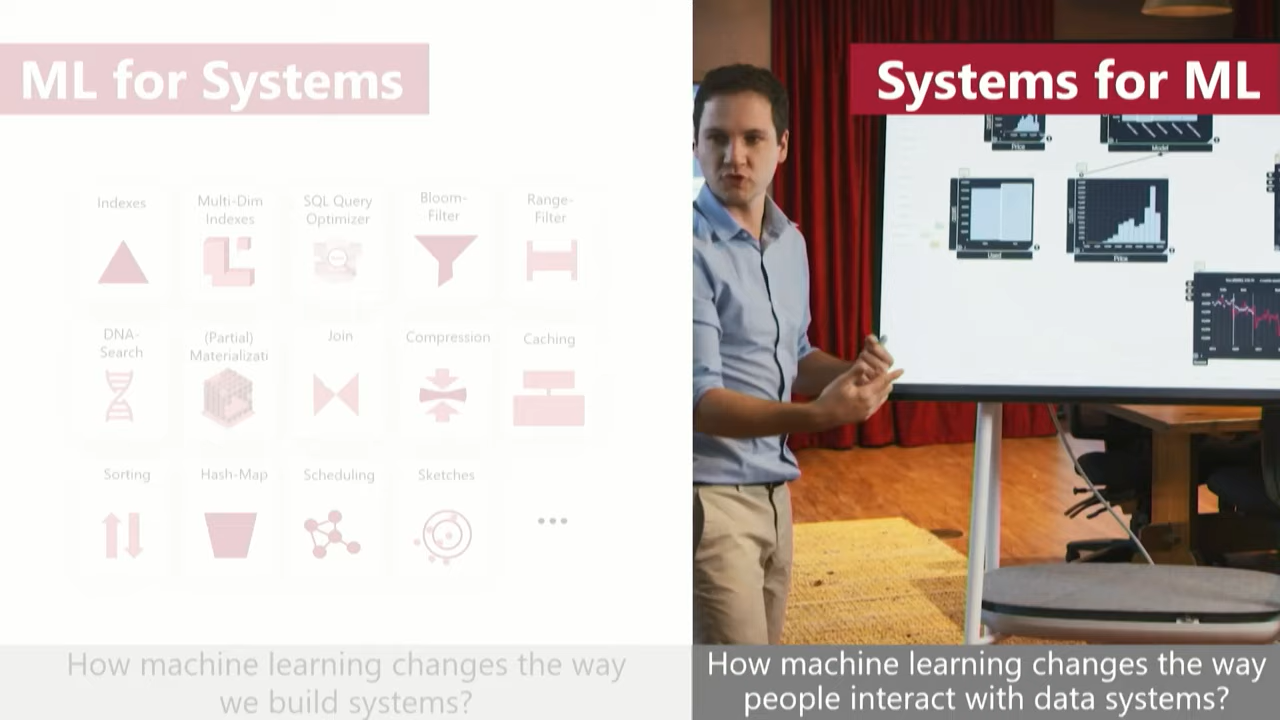 ML for Systems
Systems for ML
Indexes
Multi-Dim
Indexes
SQL Query
Optimizer
Bloom-
Filter
Range-
Filter
DNA-
Search
(Partial)
Materializati
Join
Compression
Caching
Sorting
Hash-Map
Scheduling
Sketches
...
Price
Model
Used
Price
How machine learning changes the way
we build systems?
How machine learning changes the way
people interact with data systems?